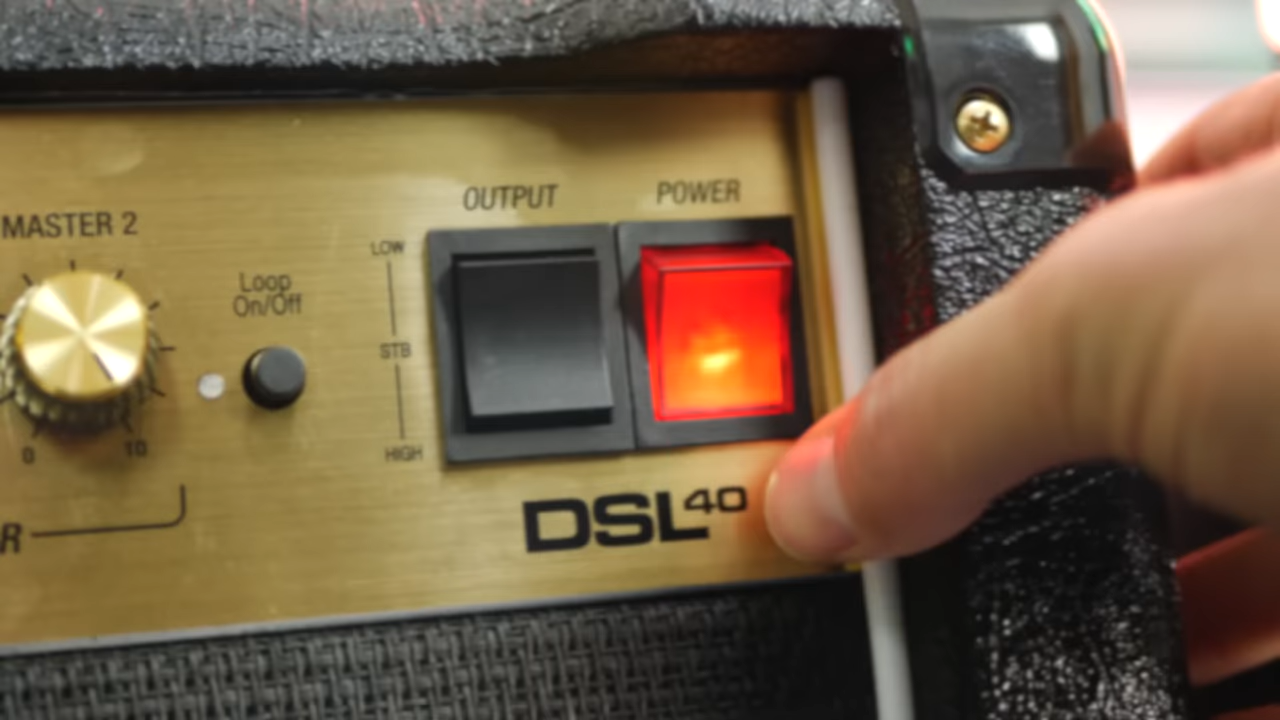 OUTPUT
POWER
MASTER 2
LOW
Loop
On/Off
STB
0
10
HIGH
DSL40
R